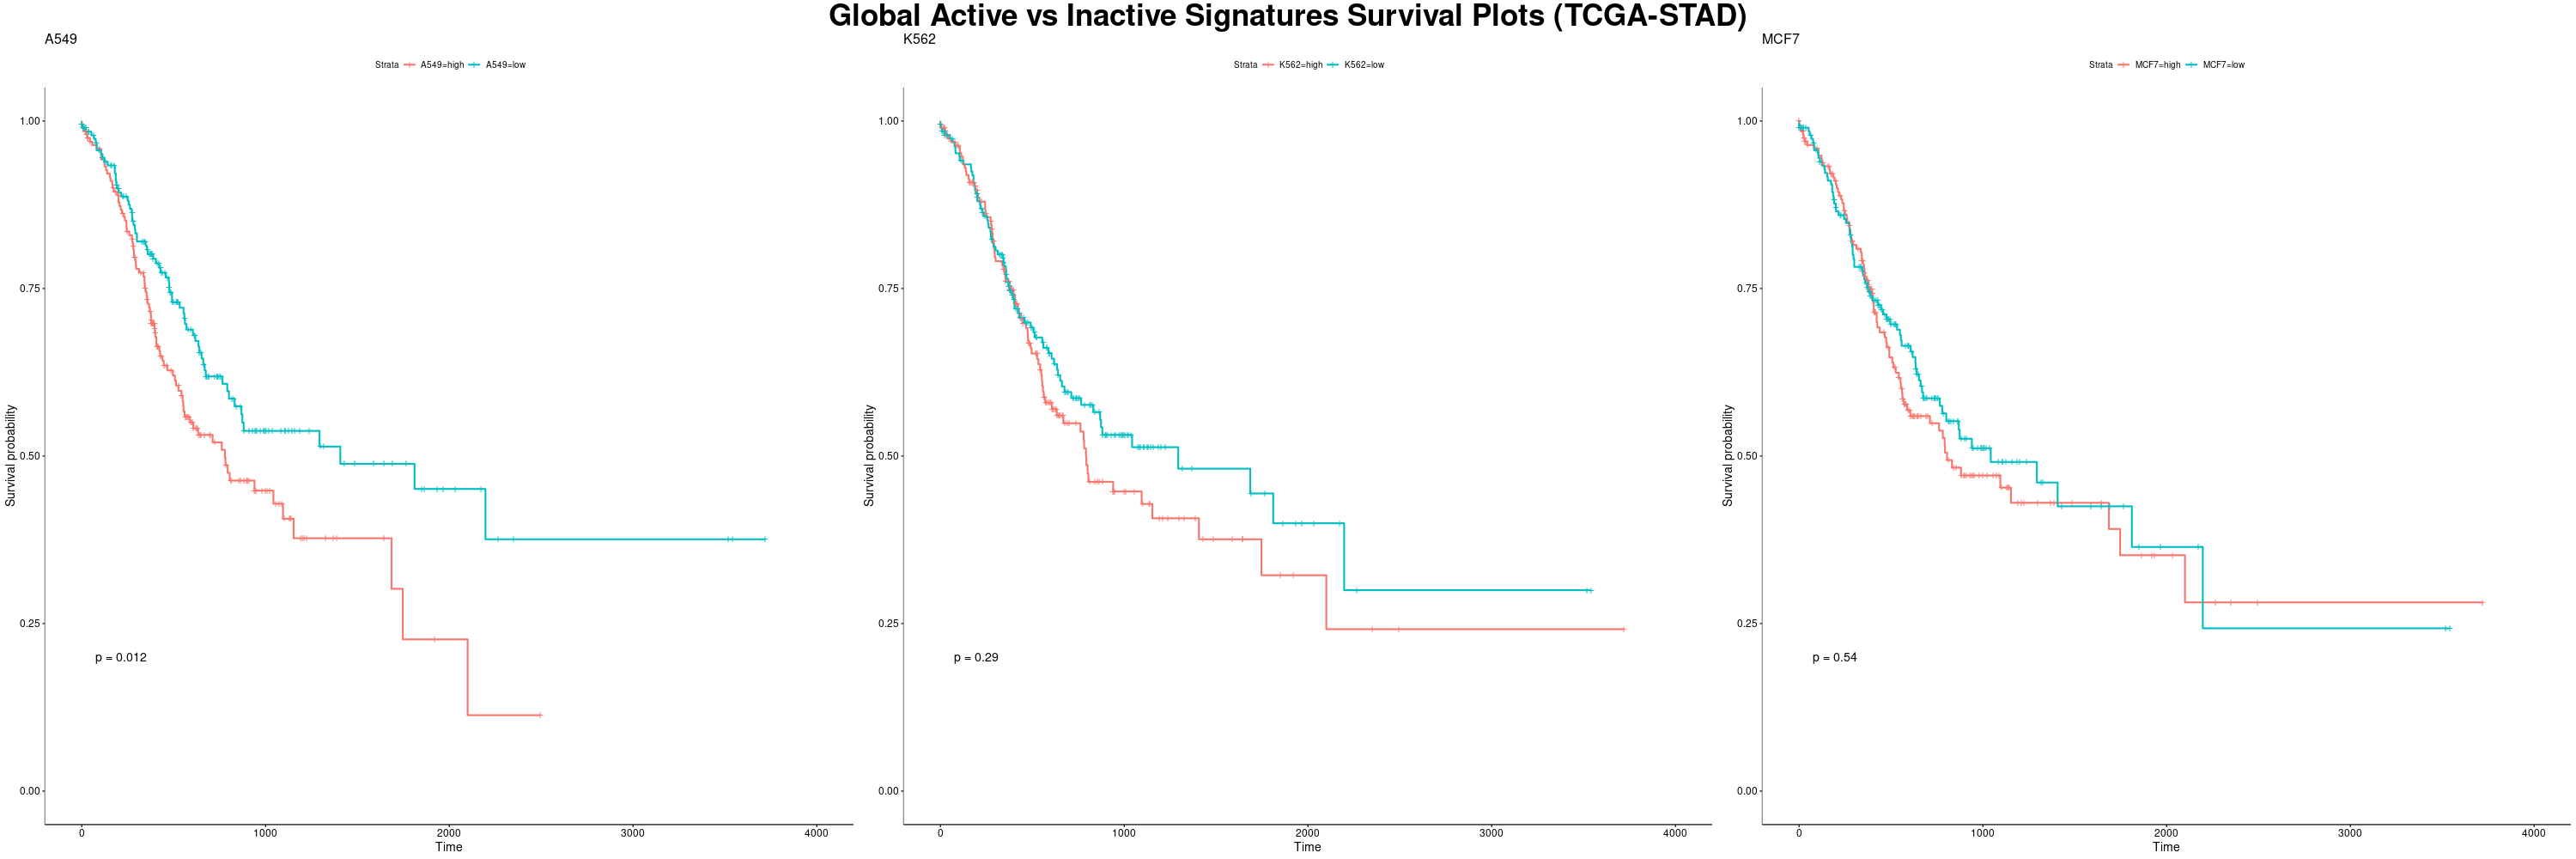 Global Active vs Inactive Signatures Survival Plots (TCGA-STAD)
A549
Strata A549=high A549=low
1.00
0.75
0.50
0.25
0.00
Survival probability
p = 0.012
0 1000 2000 3000 4000
Time
K562
Strata K562=high K562=low
1.00
0.75
0.50
0.25
0.00
Survival probability
p = 0.29
0 1000 2000 3000 4000
Time
MCF7
Strata MCF7=high MCF7=low
1.00
0.75
0.50
0.25
0.00
Survival probability
p = 0.54
0 1000 2000 3000 4000
Time